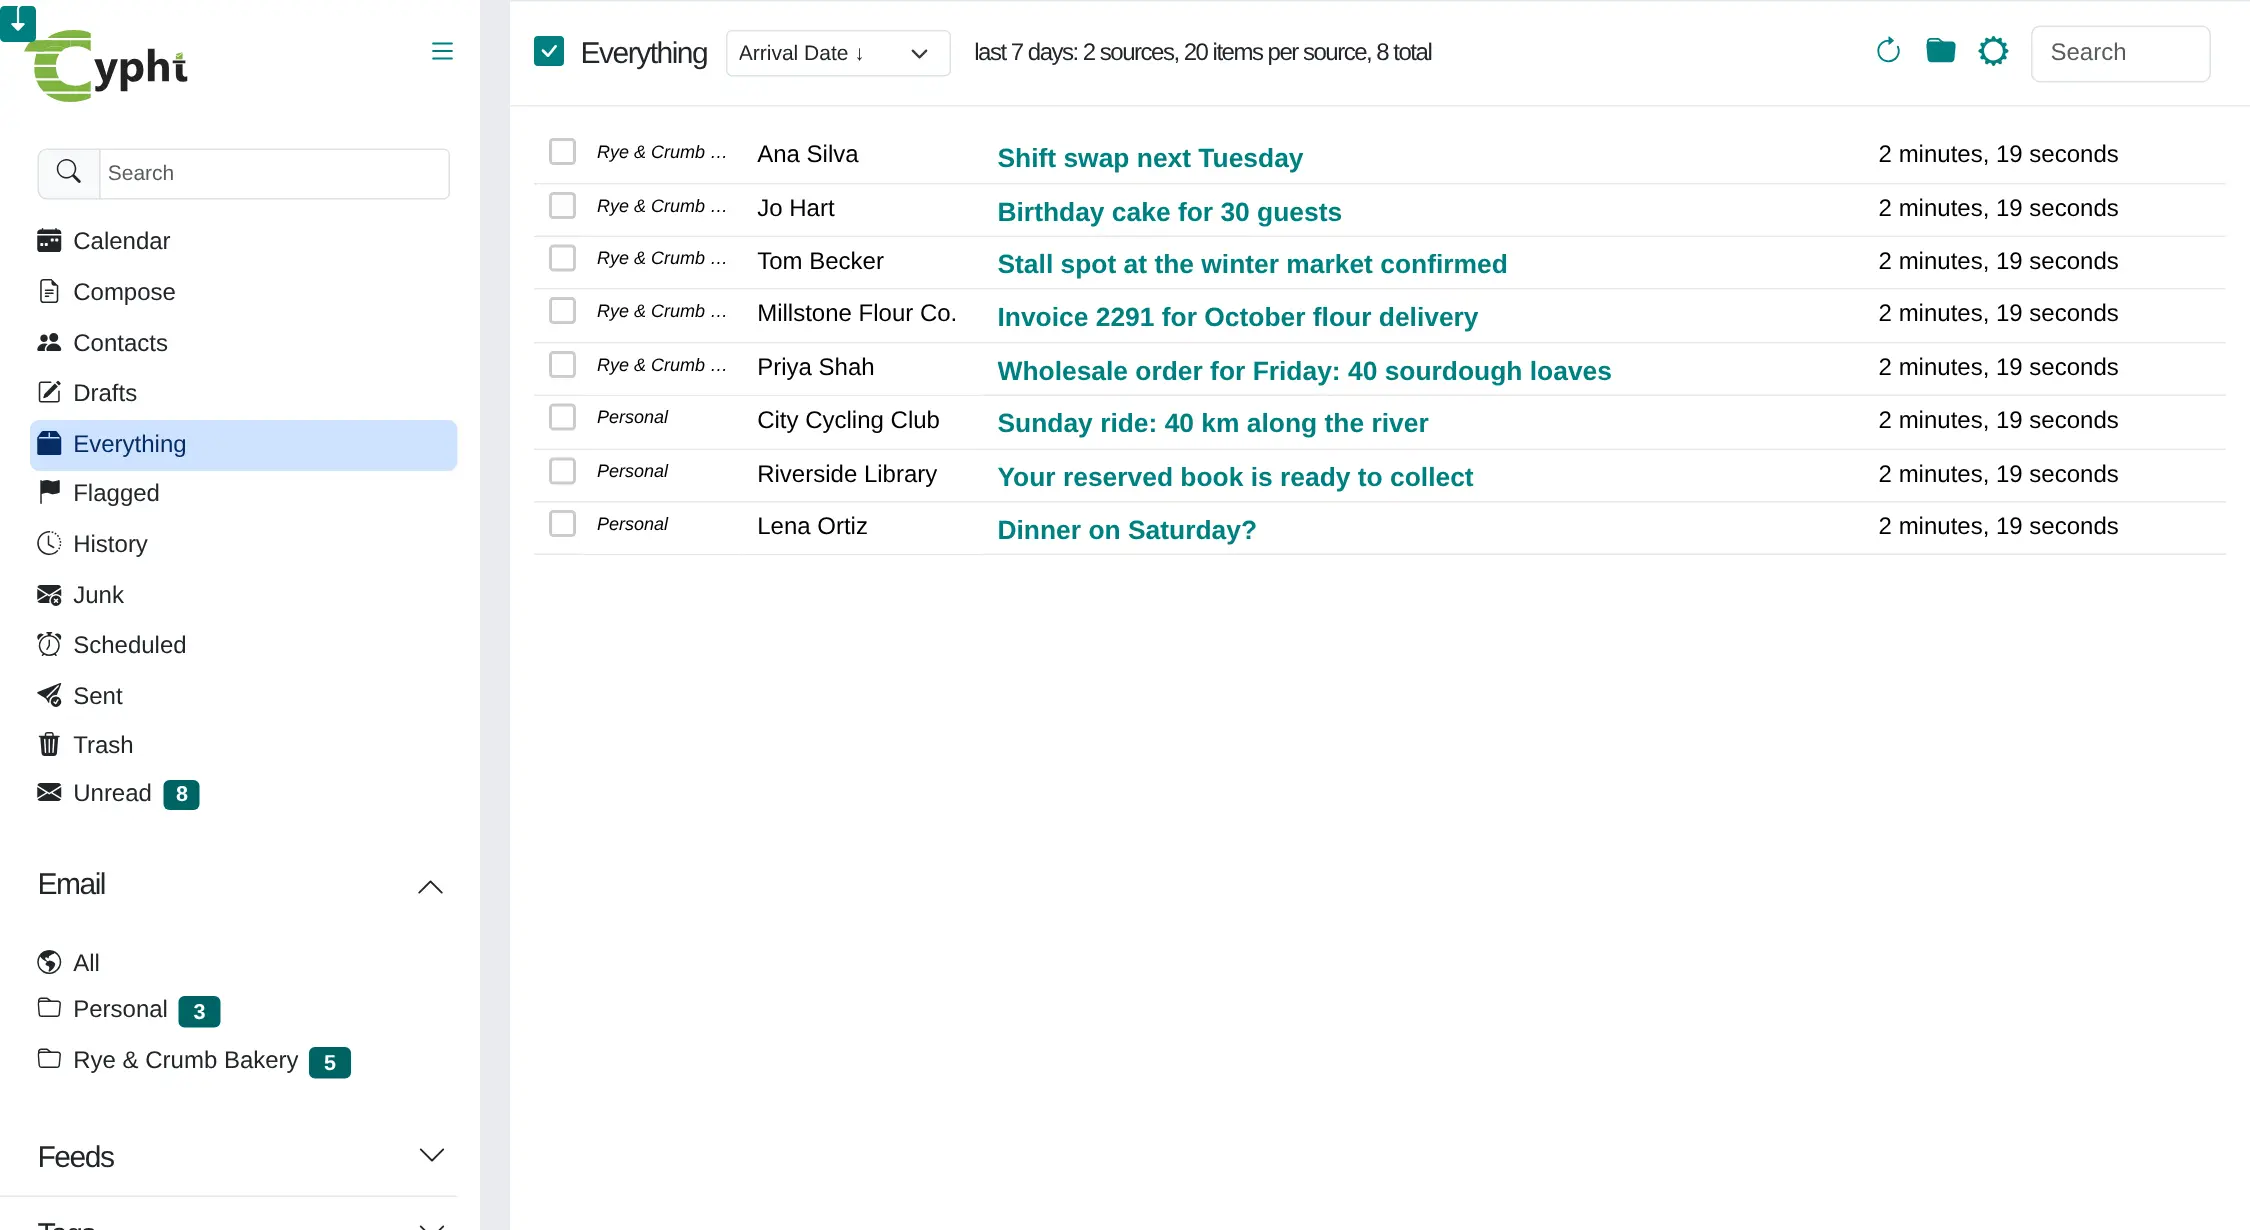 Cypht
Search
Calendar
Compose
Contacts
Drafts
Everything
Flagged
History
Junk
Scheduled
Sent
Trash
Unread 8
Email
All
Personal 3
Rye & Crumb Bakery 5
Feeds
Tags
Everything Arrival Date ↓ last 7 days: 2 sources, 20 items per source, 8 total Search
Rye & Crumb … Ana Silva Shift swap next Tuesday 2 minutes, 19 seconds
Rye & Crumb … Jo Hart Birthday cake for 30 guests 2 minutes, 19 seconds
Rye & Crumb … Tom Becker Stall spot at the winter market confirmed 2 minutes, 19 seconds
Rye & Crumb … Millstone Flour Co. Invoice 2291 for October flour delivery 2 minutes, 19 seconds
Rye & Crumb … Priya Shah Wholesale order for Friday: 40 sourdough loaves 2 minutes, 19 seconds
Personal City Cycling Club Sunday ride: 40 km along the river 2 minutes, 19 seconds
Personal Riverside Library Your reserved book is ready to collect 2 minutes, 19 seconds
Personal Lena Ortiz Dinner on Saturday? 2 minutes, 19 seconds